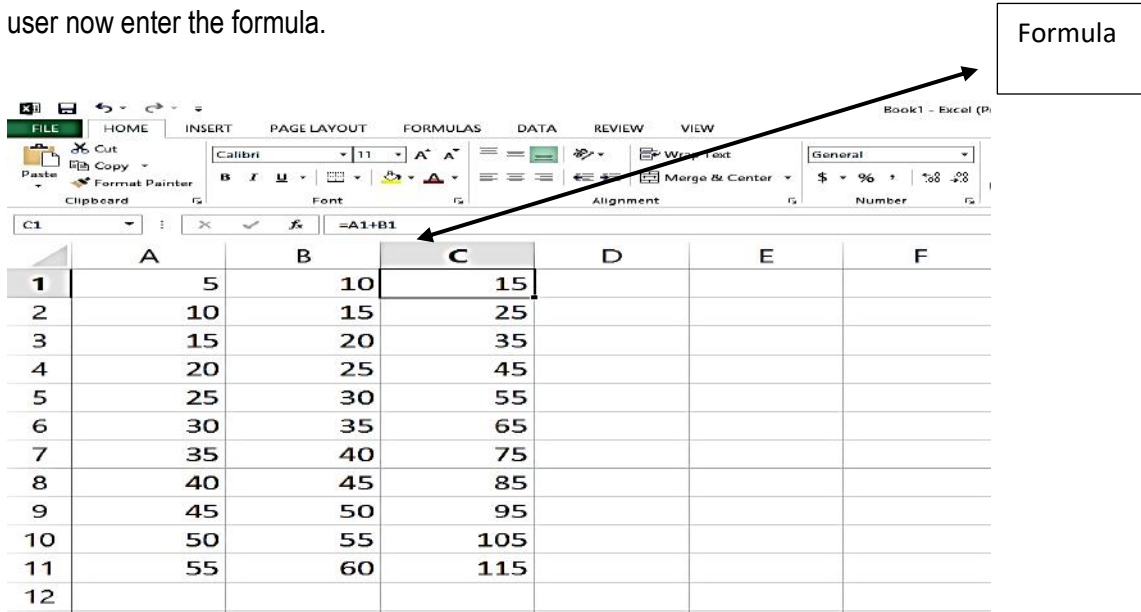 user now enter the formula.
Formula
Book1 - Excel (P
FILE HOME INSERT PAGE LAYOUT FORMULAS DATA REVIEW VIEW
Cut
Copy
Format Painter
Paste
Calibri 11 A A
B I U A
Wrap Text
Merge & Center
General
$ % ,
Clipboard Font Alignment Number
C1 fx =A1+B1
A B C D E F
1 5 10 15
2 10 15 25
3 15 20 35
4 20 25 45
5 25 30 55
6 30 35 65
7 35 40 75
8 40 45 85
9 45 50 95
10 50 55 105
11 55 60 115
12